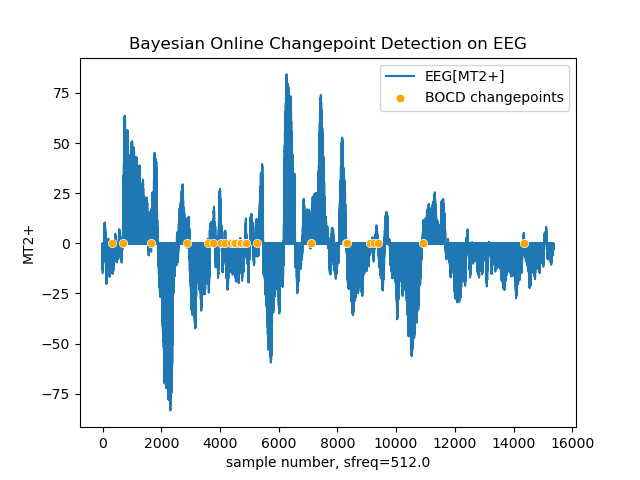 Bayesian Online Changepoint Detection on EEG
EEG[MT2+]
BOCD changepoints
75
50
25
0
−25
−50
−75
MT2+
0 2000 4000 6000 8000 10000 12000 14000 16000
sample number, sfreq=512.0